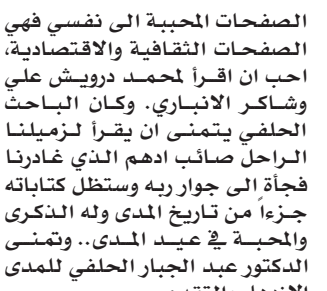 الصفحات المحببة الى نفسي فهي
الصفحات الثقافية والاقتصادية،
احب ان اقرأ لمحمد درويش علي
وشاكر الانباري. وكان الباحث
الحلفي يتمنى ان يقرأ لزميلنا
الراحل صائب ادهم الذي غادرنا
فجأة الى جوار ربه وستظل كتاباته
جزءاً من تاريخ المدى وله الذكرى
والمحبة في عيد المدى.. وتمنى
الدكتور عبد الجبار الحلفي للمدى